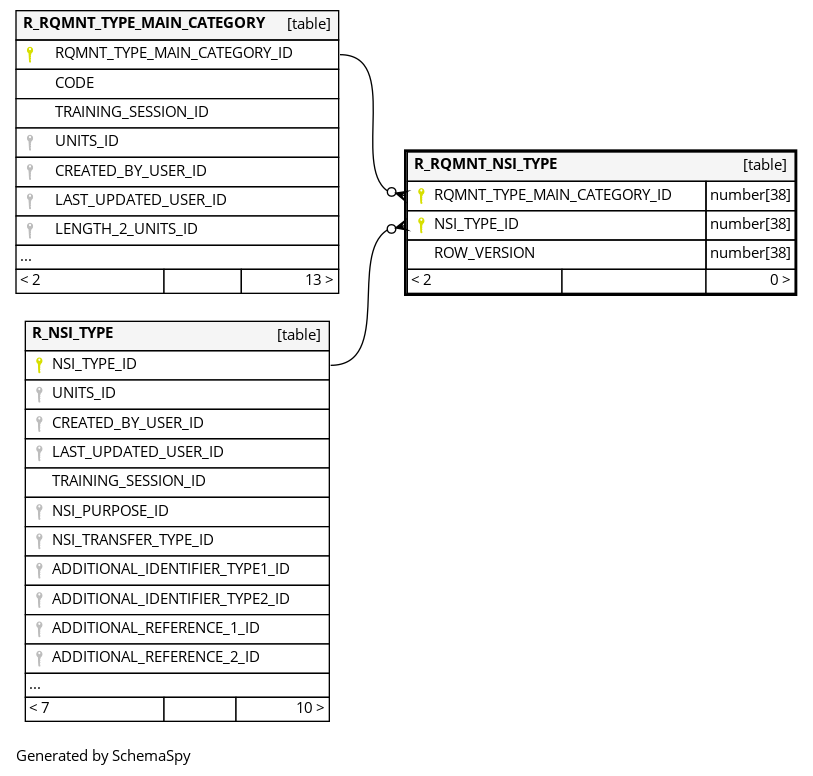 R_RQMNT_TYPE_MAIN_CATEGORY [table]
RQMNT_TYPE_MAIN_CATEGORY_ID
CODE
TRAINING_SESSION_ID
UNITS_ID
CREATED_BY_USER_ID
LAST_UPDATED_USER_ID
LENGTH_2_UNITS_ID
...
< 2 13 >
R_RQMNT_NSI_TYPE [table]
RQMNT_TYPE_MAIN_CATEGORY_ID number[38]
NSI_TYPE_ID number[38]
ROW_VERSION number[38]
< 2 0 >
R_NSI_TYPE [table]
NSI_TYPE_ID
UNITS_ID
CREATED_BY_USER_ID
LAST_UPDATED_USER_ID
TRAINING_SESSION_ID
NSI_PURPOSE_ID
NSI_TRANSFER_TYPE_ID
ADDITIONAL_IDENTIFIER_TYPE1_ID
ADDITIONAL_IDENTIFIER_TYPE2_ID
ADDITIONAL_REFERENCE_1_ID
ADDITIONAL_REFERENCE_2_ID
...
< 7 10 >
Generated by SchemaSpy